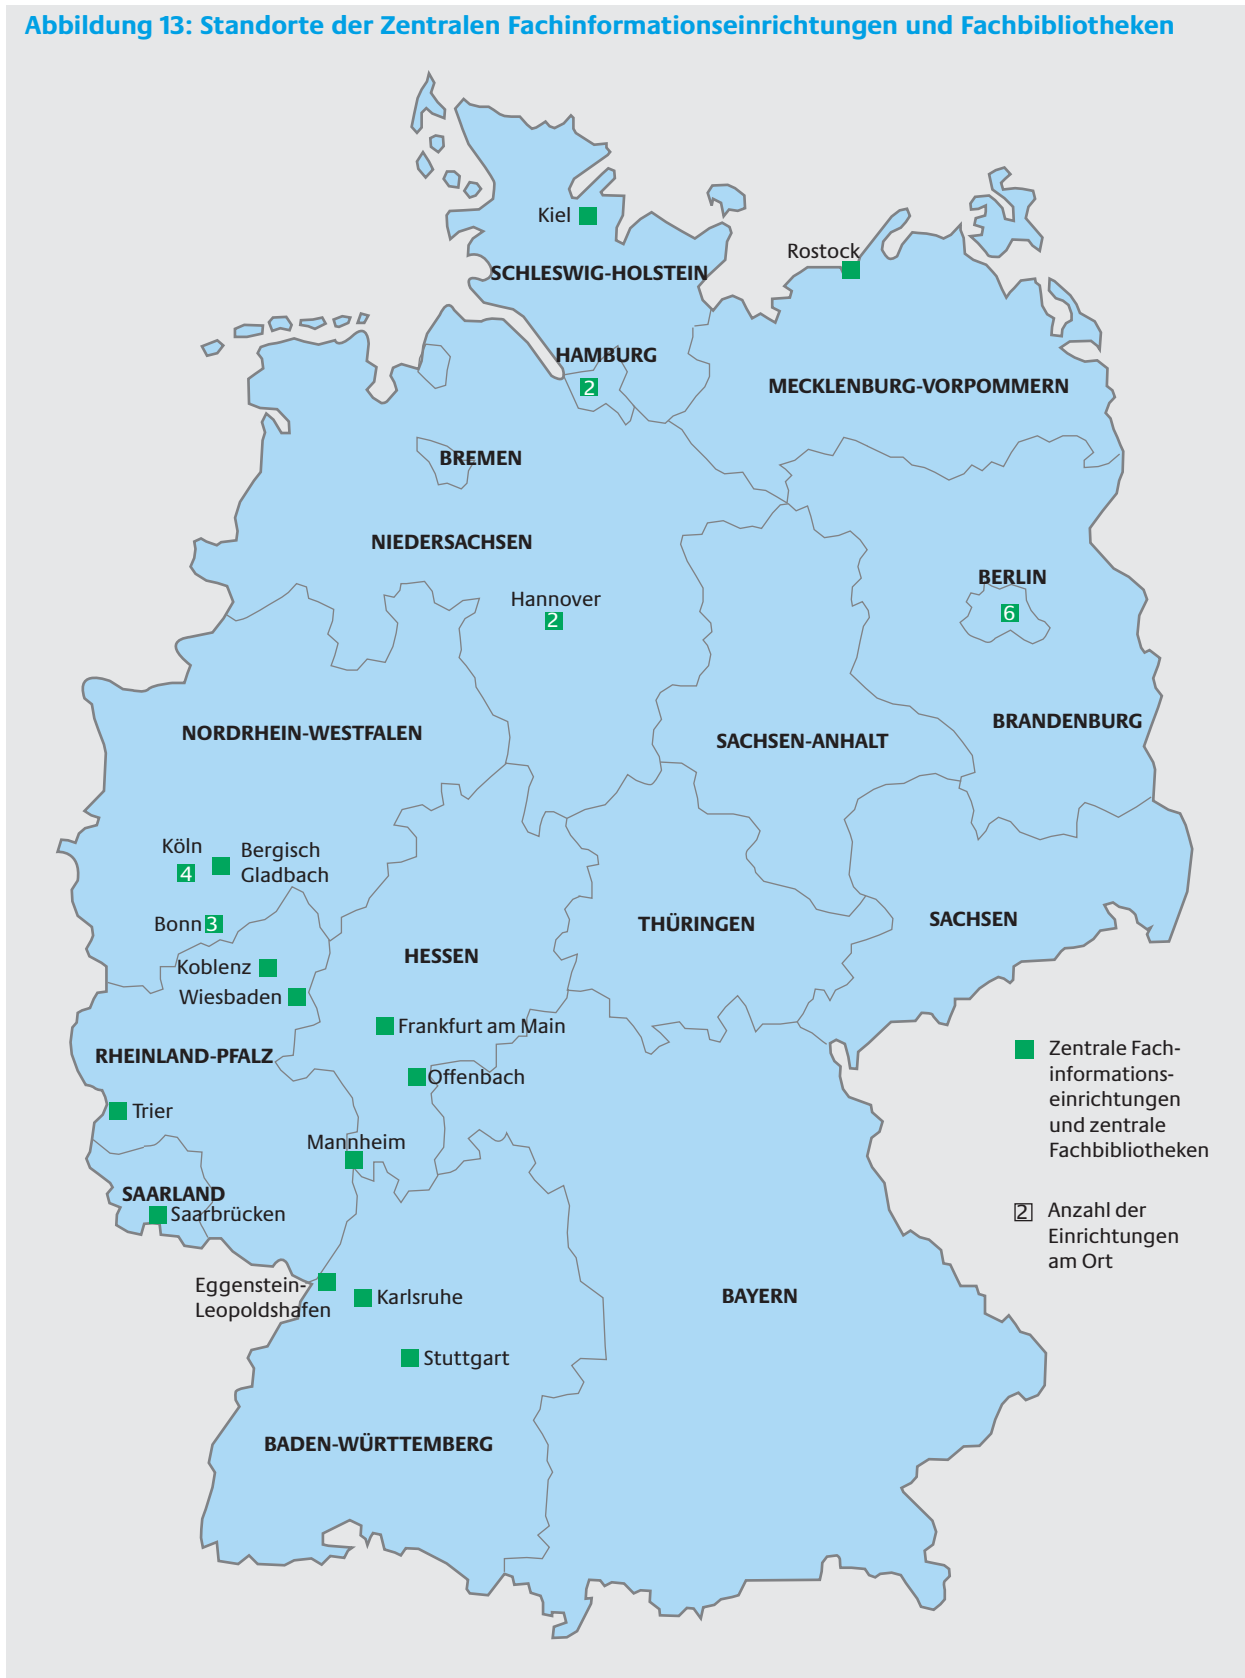 Abbildung 13: Standorte der Zentralen Fachinformationseinrichtungen und Fachbibliotheken
Kiel
Rostock
SCHLESWIG-HOLSTEIN
HAMBURG
2
MECKLENBURG-VORPOMMERN
BREMEN
NIEDERSACHSEN
BERLIN
6
Hannover
2
BRANDENBURG
NORDRHEIN-WESTFALEN
SACHSEN-ANHALT
Köln
4
Bergisch
Gladbach
Bonn 3
THÜRINGEN
SACHSEN
HESSEN
Koblenz
Wiesbaden
Frankfurt am Main
RHEINLAND-PFALZ
Offenbach
Trier
Mannheim
SAARLAND
Saarbrücken
Eggenstein-
Leopoldshafen
Karlsruhe
BAYERN
Stuttgart
BADEN-WÜRTTEMBERG
Zentrale Fach-
informations-
einrichtungen
und zentrale
Fachbibliotheken
2 Anzahl der
Einrichtungen
am Ort